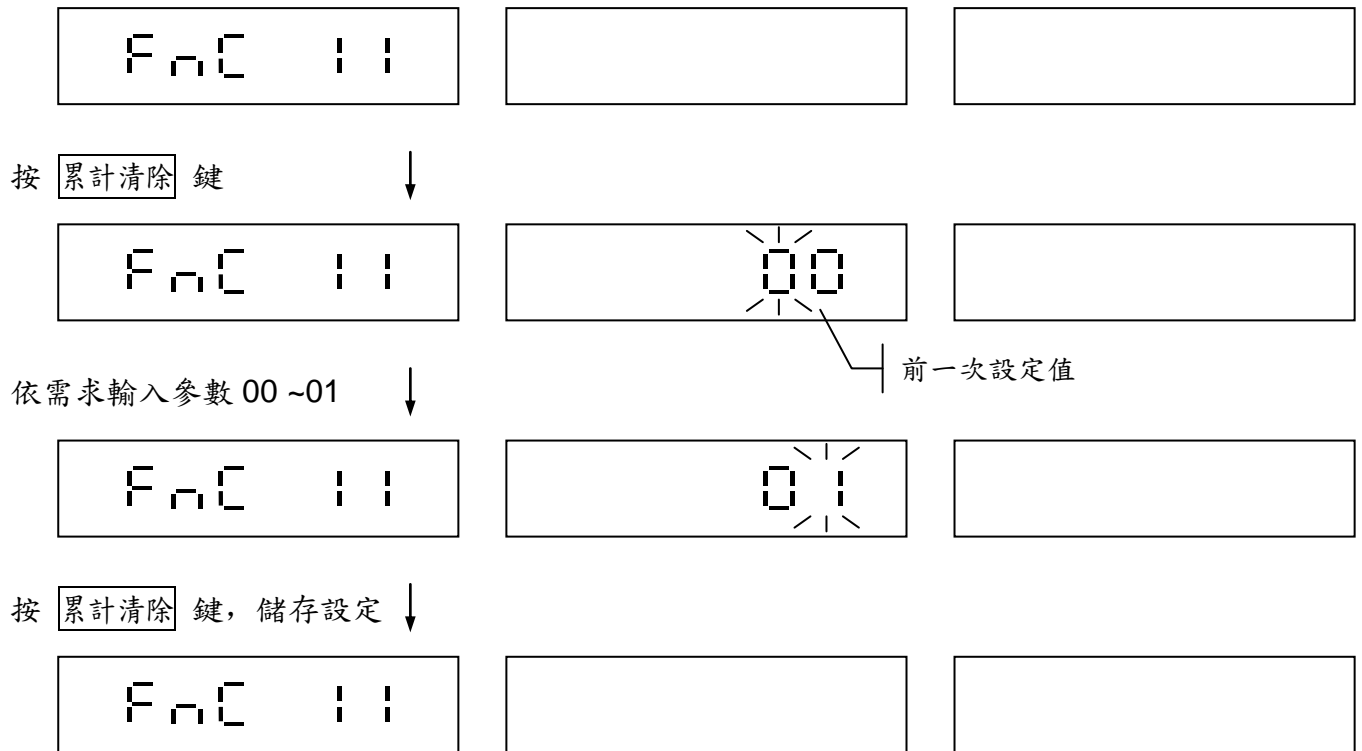 FnC 11
按 累計清除 鍵
FnC 11 00
前一次設定值
依需求輸入參數 00 ~01
FnC 11 01
按 累計清除 鍵，儲存設定
FnC 11